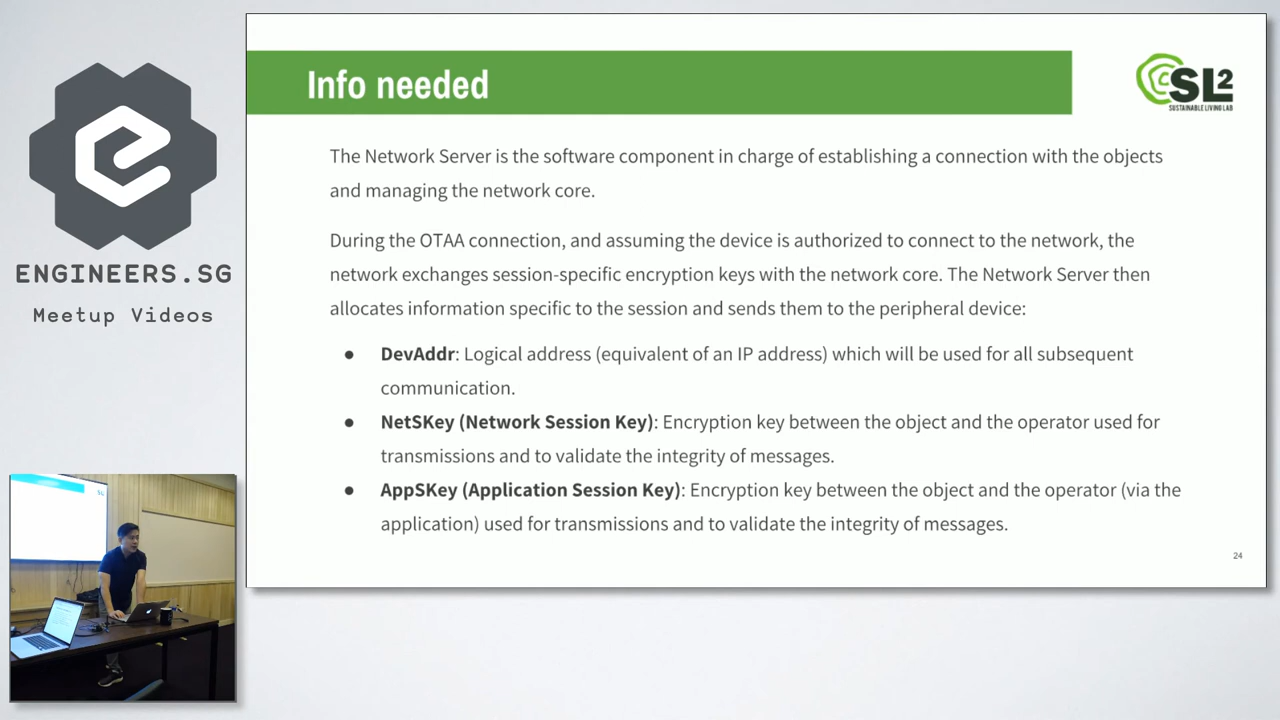 ENGINEERS.SG
Meetup Videos
Info needed
SL2
SUSTAINABLE LIVING LAB
The Network Server is the software component in charge of establishing a connection with the objects
and managing the network core.
During the OTAA connection, and assuming the device is authorized to connect to the network, the
network exchanges session-specific encryption keys with the network core. The Network Server then
allocates information specific to the session and sends them to the peripheral device:
● DevAddr: Logical address (equivalent of an IP address) which will be used for all subsequent
communication.
● NetSKey (Network Session Key): Encryption key between the object and the operator used for
transmissions and to validate the integrity of messages.
● AppSKey (Application Session Key): Encryption key between the object and the operator (via the
application) used for transmissions and to validate the integrity of messages.
24